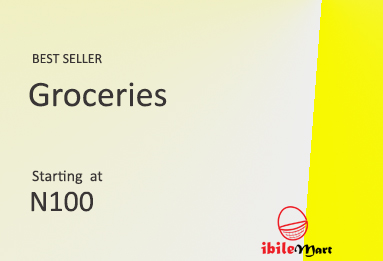 BEST SELLER
Groceries
Starting at
N100
ibileMart